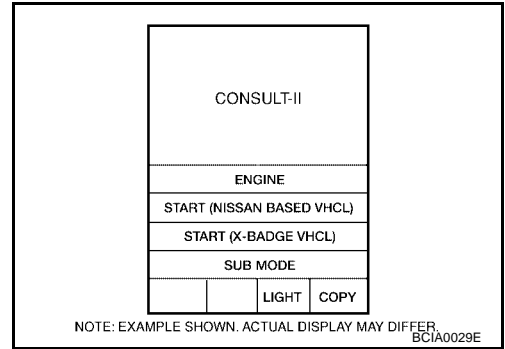 CONSULT-II
ENGINE
START (NISSAN BASED VHCL)
START (X-BADGE VHCL)
SUB MODE
LIGHT COPY
NOTE: EXAMPLE SHOWN. ACTUAL DISPLAY MAY DIFFER.
BCIA0029E